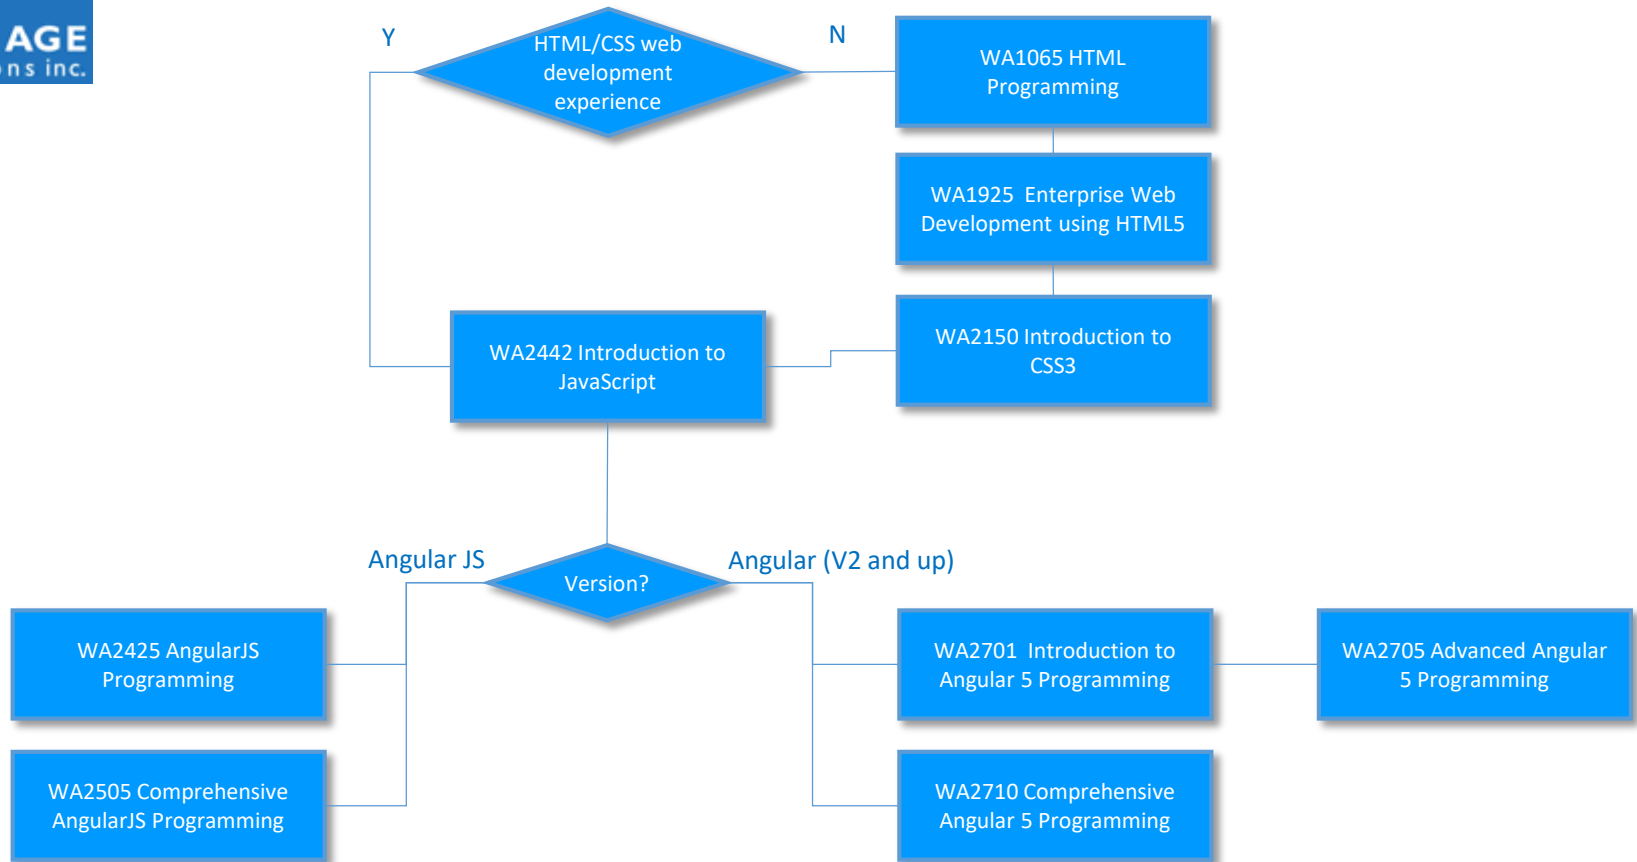 AGE
ons inc.
Y
HTML/CSS web
development
experience
N
WA1065 HTML
Programming
WA1925  Enterprise Web
Development using HTML5
WA2442 Introduction to
JavaScript
WA2150 Introduction to
CSS3
Angular JS
Version?
Angular (V2 and up)
WA2425 AngularJS
Programming
WA2701  Introduction to
Angular 5 Programming
WA2705 Advanced Angular
5 Programming
WA2505 Comprehensive
AngularJS Programming
WA2710 Comprehensive
Angular 5 Programming